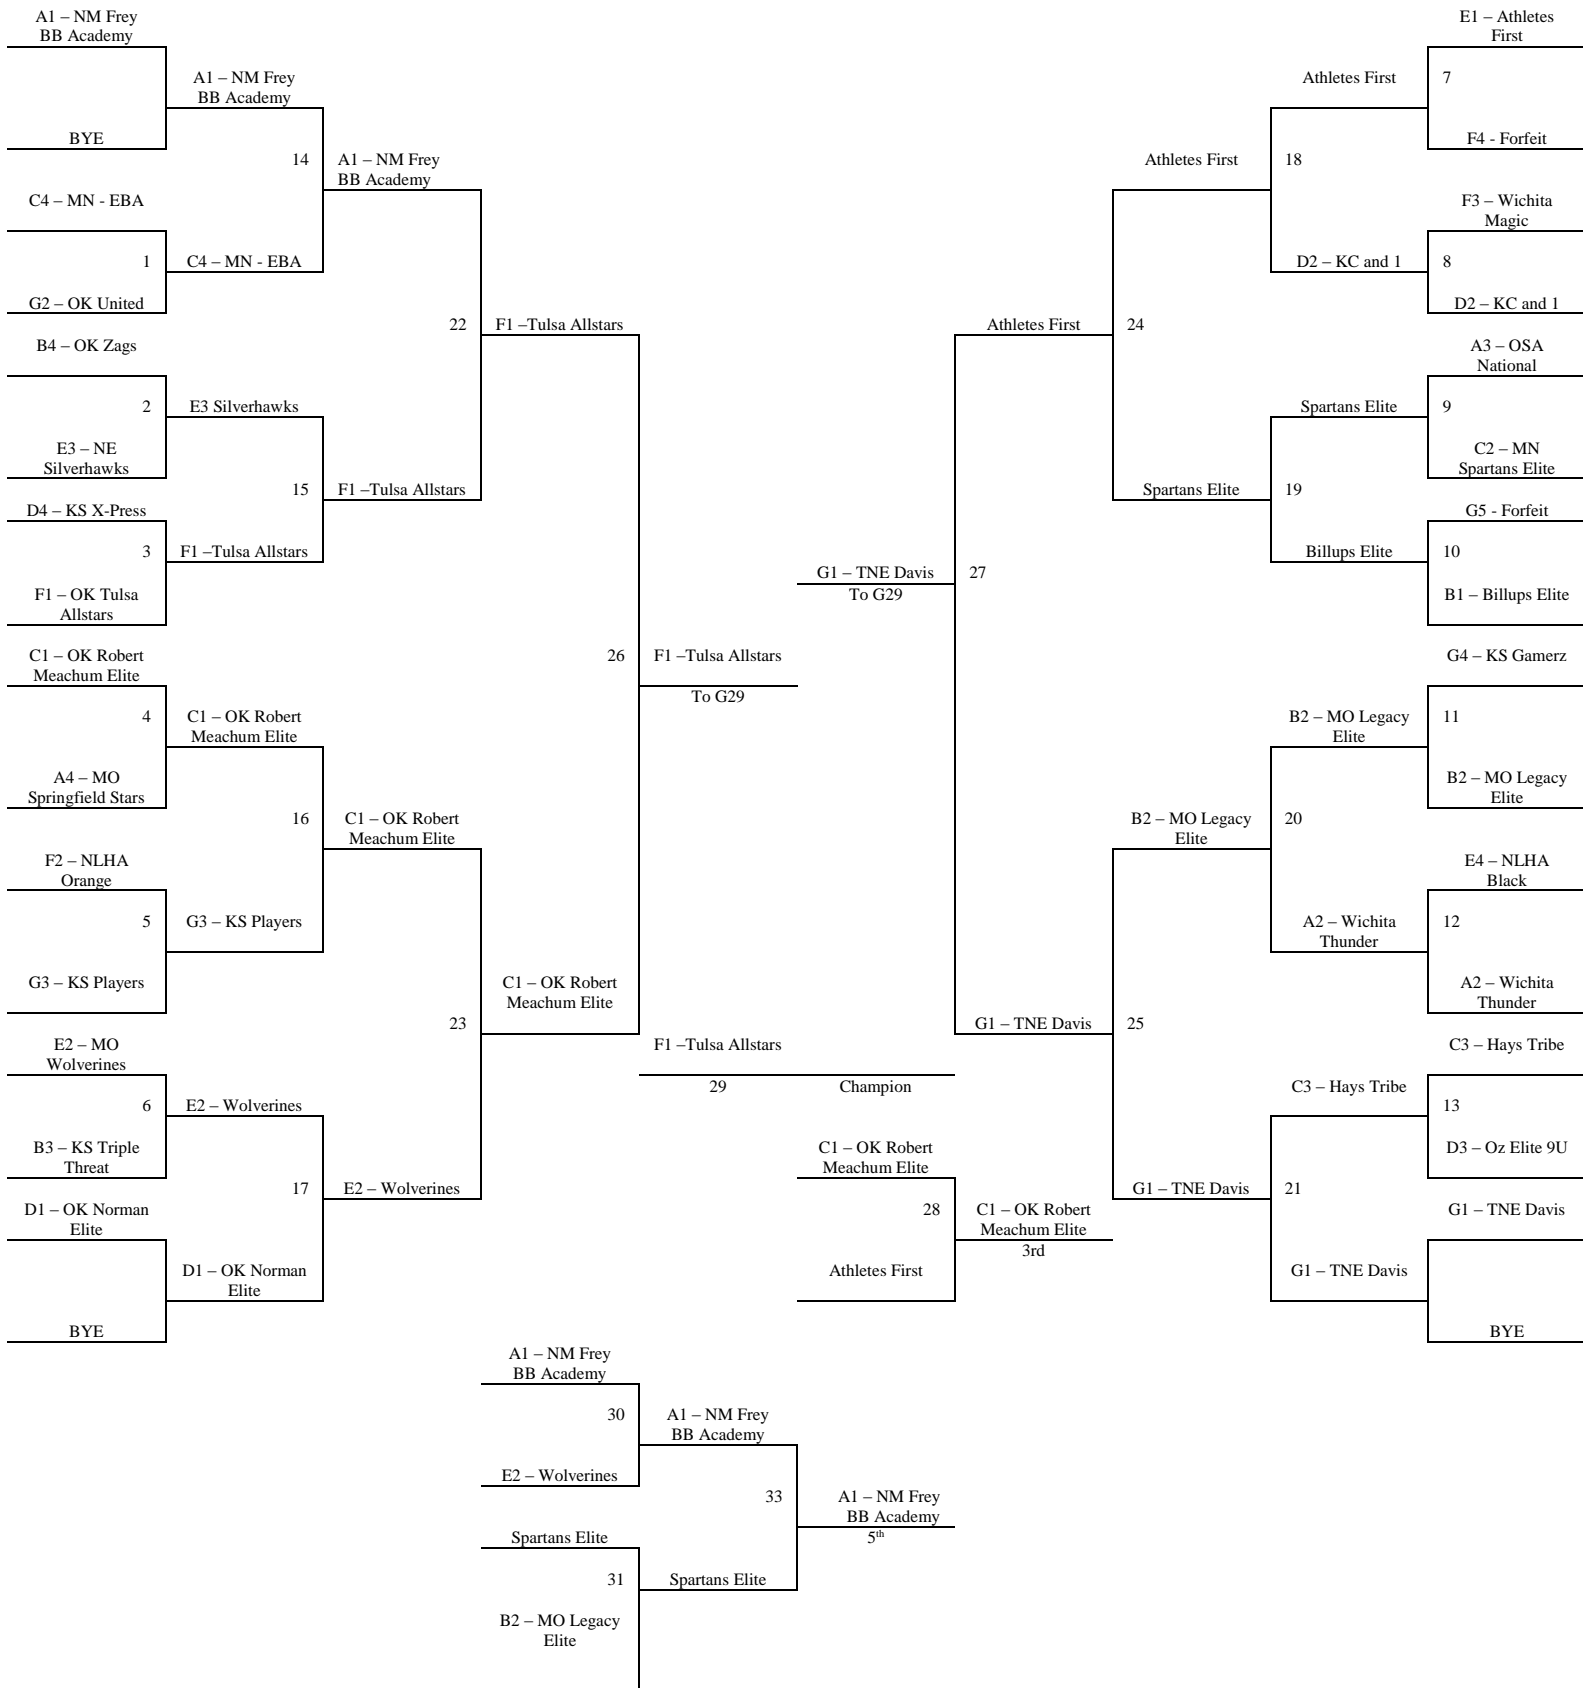 A1 – NM Frey
BB Academy
BYE
C4 – MN - EBA
1
G2 – OK United
B4 – OK Zags
2
E3 – NE
Silverhawks
D4 – KS X-Press
3
F1 – OK Tulsa
Allstars
C1 – OK Robert
Meachum Elite
4
A4 – MO
Springfield Stars
F2 – NLHA
Orange
5
G3 – KS Players
E2 – MO
Wolverines
6
B3 – KS Triple
Threat
D1 – OK Norman
Elite
BYE
A1 – NM Frey
BB Academy
14
C4 – MN - EBA
E3 Silverhawks
15
F1 –Tulsa Allstars
C1 – OK Robert
Meachum Elite
16
G3 – KS Players
E2 – Wolverines
17
D1 – OK Norman
Elite
A1 – NM Frey
BB Academy
22
F1 –Tulsa Allstars
C1 – OK Robert
Meachum Elite
23
E2 – Wolverines
F1 –Tulsa Allstars
26
C1 – OK Robert
Meachum Elite
F1 –Tulsa Allstars
To G29
G1 – TNE Davis
To G29
27
F1 –Tulsa Allstars
29
Champion
C1 – OK Robert
Meachum Elite
28
Athletes First
C1 – OK Robert
Meachum Elite
3rd
Athletes First
24
G1 – TNE Davis
25
Athletes First
18
Spartans Elite
19
B2 – MO Legacy
Elite
20
G1 – TNE Davis
21
Athletes First
D2 – KC and 1
Spartans Elite
Billups Elite
B2 – MO Legacy
Elite
A2 – Wichita
Thunder
C3 – Hays Tribe
G1 – TNE Davis
E1 – Athletes
First
7
F4 - Forfeit
F3 – Wichita
Magic
8
D2 – KC and 1
A3 – OSA
National
9
C2 – MN
Spartans Elite
G5 - Forfeit
10
B1 – Billups Elite
G4 – KS Gamerz
11
B2 – MO Legacy
Elite
E4 – NLHA
Black
12
A2 – Wichita
Thunder
C3 – Hays Tribe
13
D3 – Oz Elite 9U
G1 – TNE Davis
BYE
A1 – NM Frey
BB Academy
30
E2 – Wolverines
Spartans Elite
31
B2 – MO Legacy
Elite
A1 – NM Frey
BB Academy
33
Spartans Elite
A1 – NM Frey
BB Academy
5th